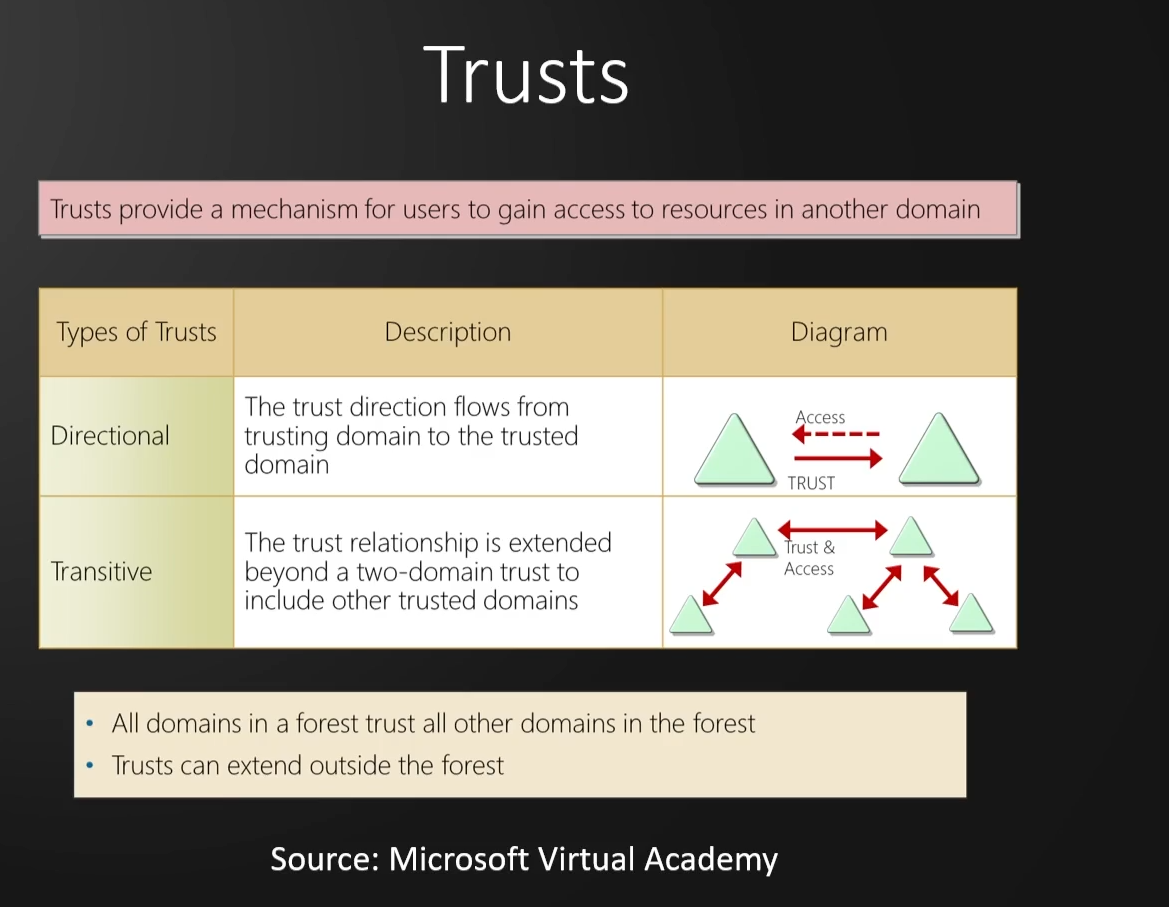 Trusts
Trusts provide a mechanism for users to gain access to resources in another domain
Types of Trusts
Description
Diagram
Directional
The trust direction flows from
trusting domain to the trusted
domain
Access
TRUST
Transitive
The trust relationship is extended
beyond a two-domain trust to
include other trusted domains
Trust &
Access
• All domains in a forest trust all other domains in the forest
• Trusts can extend outside the forest
Source: Microsoft Virtual Academy